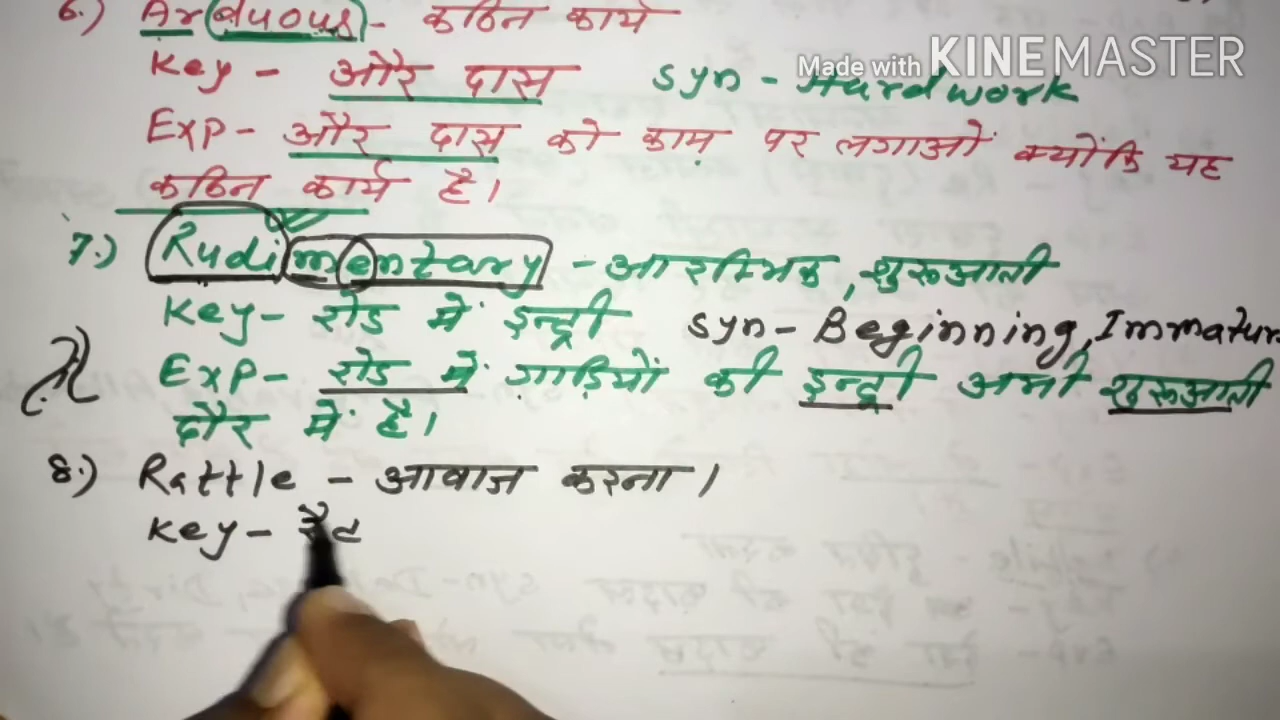 6.) Arduous - कठिन कार्य
Made with KINEMASTER
Key - और दास syn - Hardwork
Exp - और दास को काम पर लगाओं क्योंकि यह
कठिन कार्य है।
7.) Rudimentary - आरम्भिक, शुरूआती
Key - रोड में इन्द्री syn - Beginning, Immatur
Exp - रोड में गाड़ियों की इन्द्री अभी शुरूआती
दौर में है।
8.) Rattle - आवाज करना।
Key -